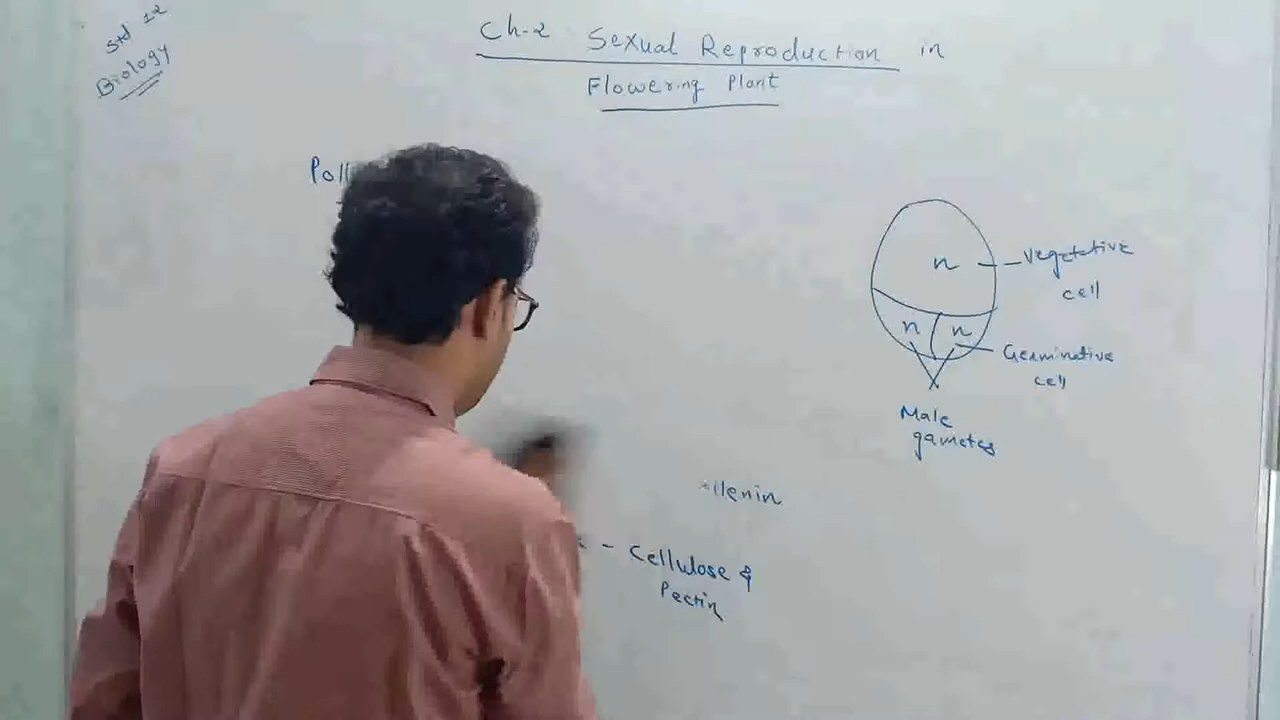 Std 12
Biology
Ch-2 Sexual Reproduction in
Flowering Plant
Poll
n
Vegetative
cell
n
n
Germinative
cell
Male
gametes
- Cellulose &
Pectin